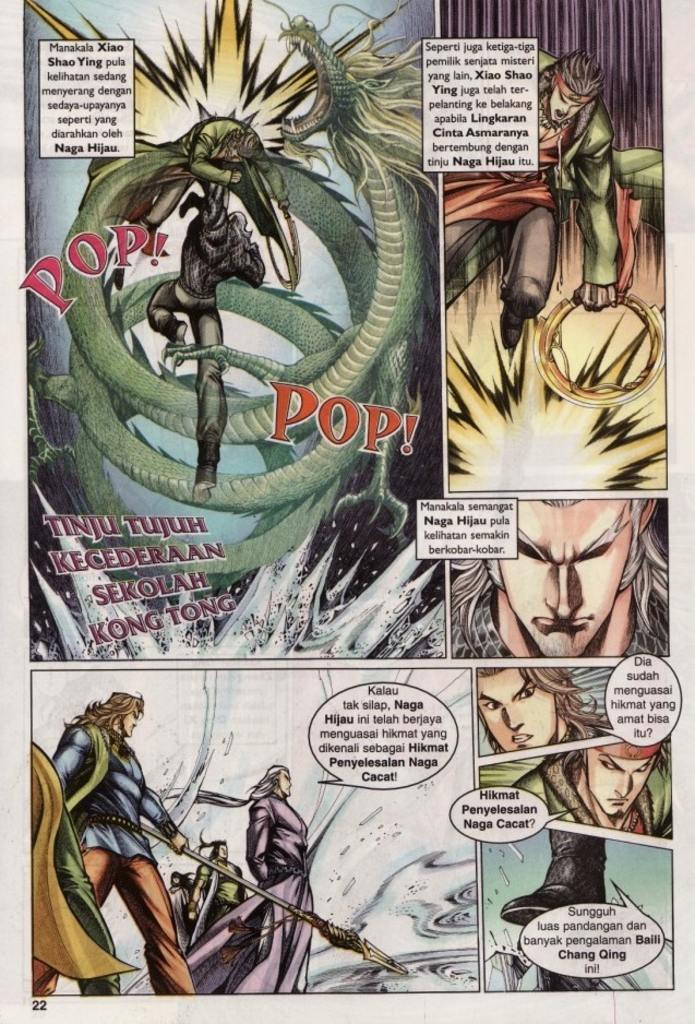 Manakala Xiao
Shao Ying pula
kelihatan sedang
menyerang dengan
sedaya-upayanya
seperti yang
diarahkan oleh
Naga Hijau.
Seperti juga ketiga-tiga
pemilik senjata misteri
yang lain, Xiao Shao
Ying juga telah ter-
pelanting ke belakang
apabila Lingkaran
Cinta Asmaranya
bertembung dengan
tinju Naga Hijau itu.
POP!
POP!
TINJU TUJUH
KECEDERAAN
SEKOLAH
KONG TONG
Manakala semangat
Naga Hijau pula
kelihatan semakin
berkobar-kobar.
Kalau
tak silap, Naga
Hijau ini telah berjaya
menguasai hikmat yang
dikenali sebagai Hikmat
Penyelesalan Naga
Cacat!
Dia
sudah
menguasai
hikmat yang
amat bisa
itu?
Hikmat
Penyelesalan
Naga Cacat?
Sungguh
luas pandangan dan
banyak pengalaman Baili
Chang Qing
ini!
22